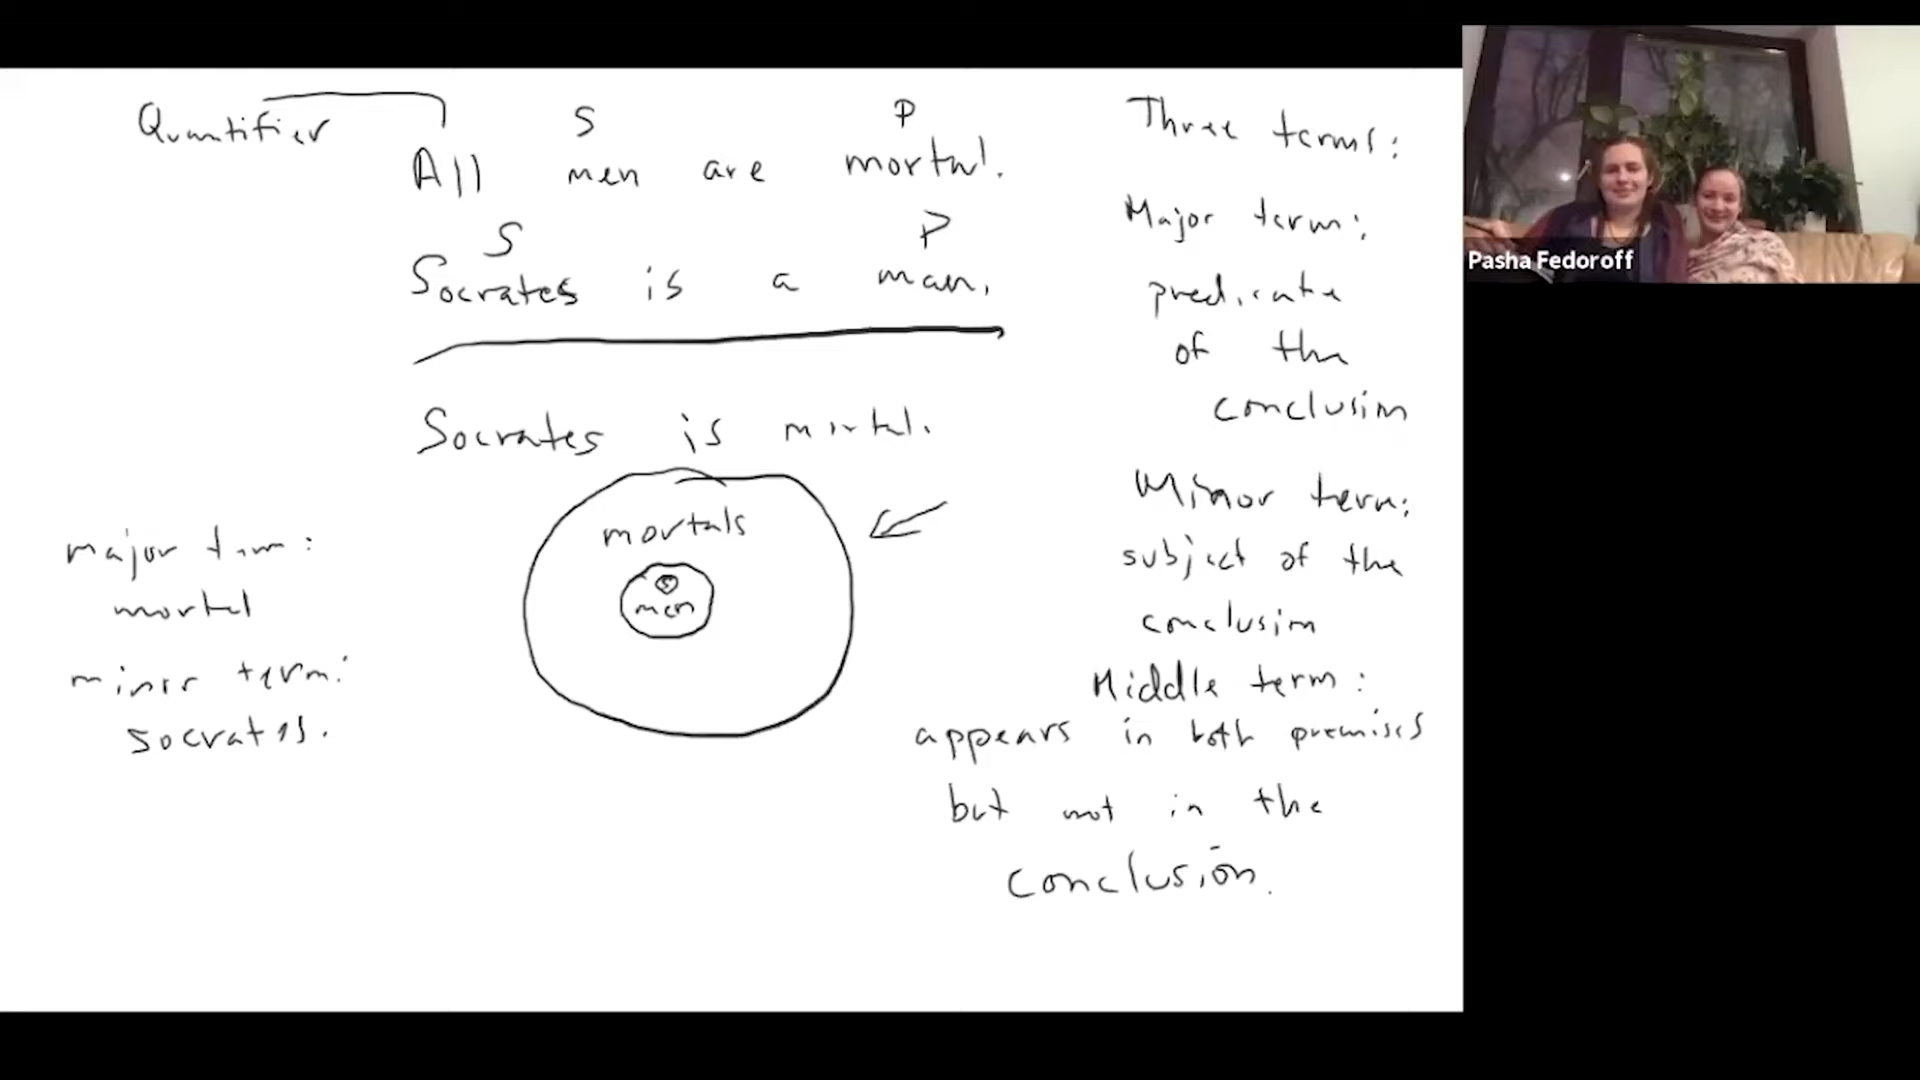 Quantifier
S P
All men are mortal.
S P
Socrates is a man.
Socrates is mortal.
mortals
S
men
major term:
mortal
minor term:
socrates.
Three terms:
Major term:
predicate
of the
conclusion
Minor term:
subject of the
conclusion
Middle term:
appears in both premises
but not in the
conclusion.
Pasha Fedoroff